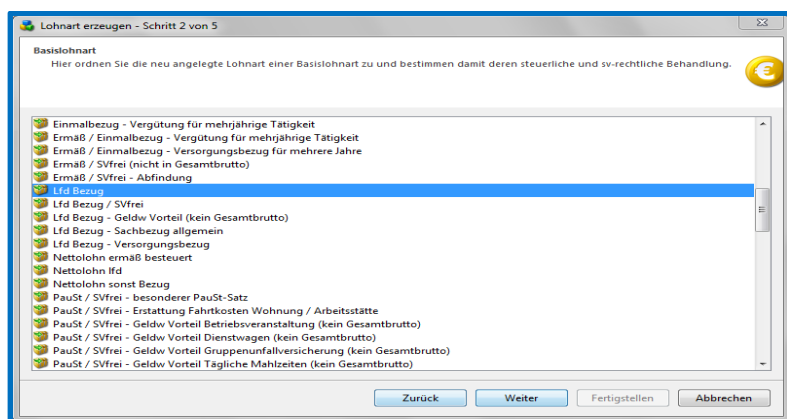 Lohnart erzeugen - Schritt 2 von 5
Basislohnart
Hier ordnen Sie die neu angelegte Lohnart einer Basislohnart zu und bestimmen damit deren steuerliche und sv-rechtliche Behandlung.
Einmalbezug - Vergütung für mehrjährige Tätigkeit
Ermäß / Einmalbezug - Vergütung für mehrjährige Tätigkeit
Ermäß / Einmalbezug - Versorgungsbezug für mehrere Jahre
Ermäß / SVfrei (nicht in Gesamtbrutto)
Ermäß / SVfrei - Abfindung
Lfd Bezug
Lfd Bezug / SVfrei
Lfd Bezug - Geldw Vorteil (kein Gesamtbrutto)
Lfd Bezug - Sachbezug allgemein
Lfd Bezug - Versorgungsbezug
Nettolohn ermäß besteuert
Nettolohn lfd
Nettolohn sonst Bezug
PauSt / SVfrei - besonderer PauSt-Satz
PauSt / SVfrei - Erstattung Fahrtkosten Wohnung / Arbeitsstätte
PauSt / SVfrei - Geldw Vorteil Betriebsveranstaltung (kein Gesamtbrutto)
PauSt / SVfrei - Geldw Vorteil Dienstwagen (kein Gesamtbrutto)
PauSt / SVfrei - Geldw Vorteil Gruppenunfallversicherung (kein Gesamtbrutto)
PauSt / SVfrei - Geldw Vorteil Tägliche Mahlzeiten (kein Gesamtbrutto)
Zurück Weiter Fertigstellen Abbrechen